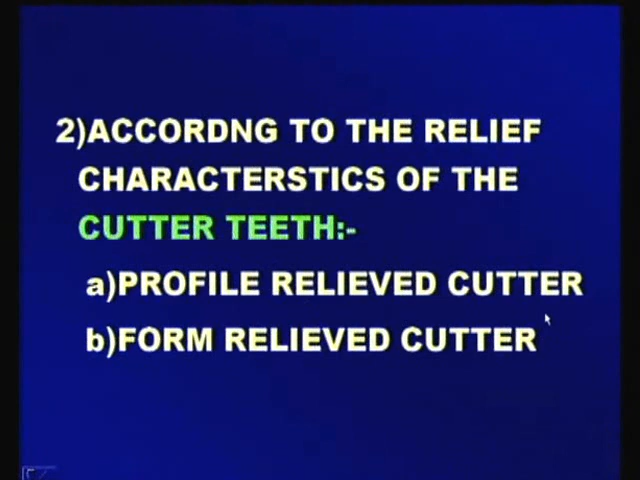 2)ACCORDNG TO THE RELIEF
CHARACTERSTICS OF THE
CUTTER TEETH:-
a)PROFILE RELIEVED CUTTER
b)FORM RELIEVED CUTTER